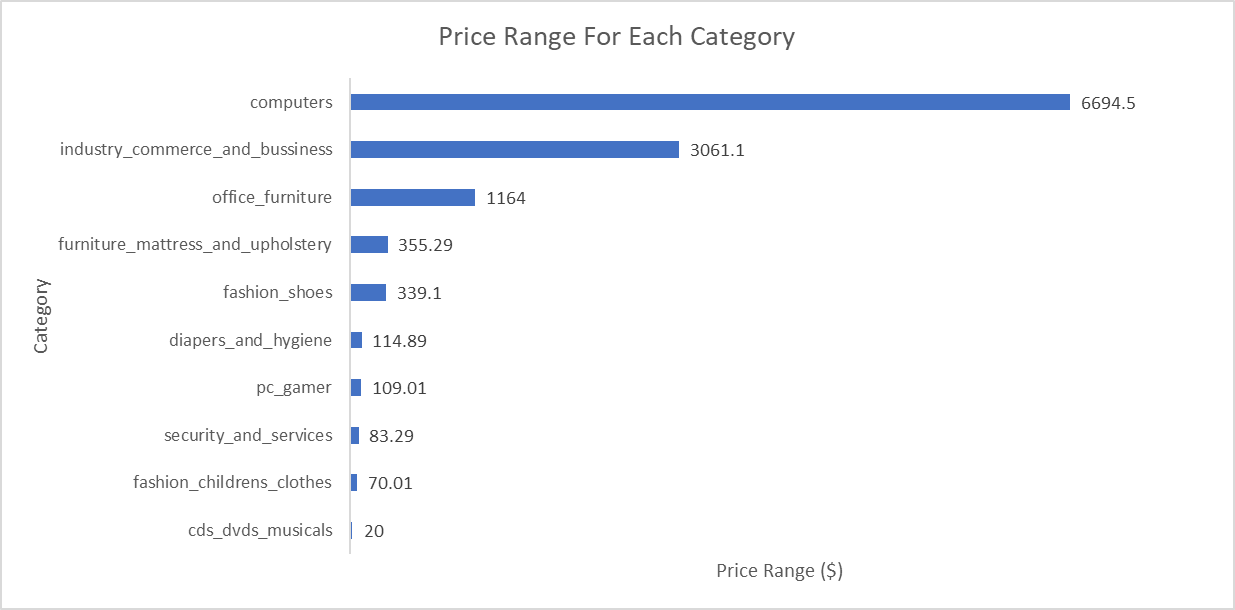 Price Range For Each Category
Category
computers 6694.5
industry_commerce_and_bussiness 3061.1
office_furniture 1164
furniture_mattress_and_upholstery 355.29
fashion_shoes 339.1
diapers_and_hygiene 114.89
pc_gamer 109.01
security_and_services 83.29
fashion_childrens_clothes 70.01
cds_dvds_musicals 20
Price Range ($)